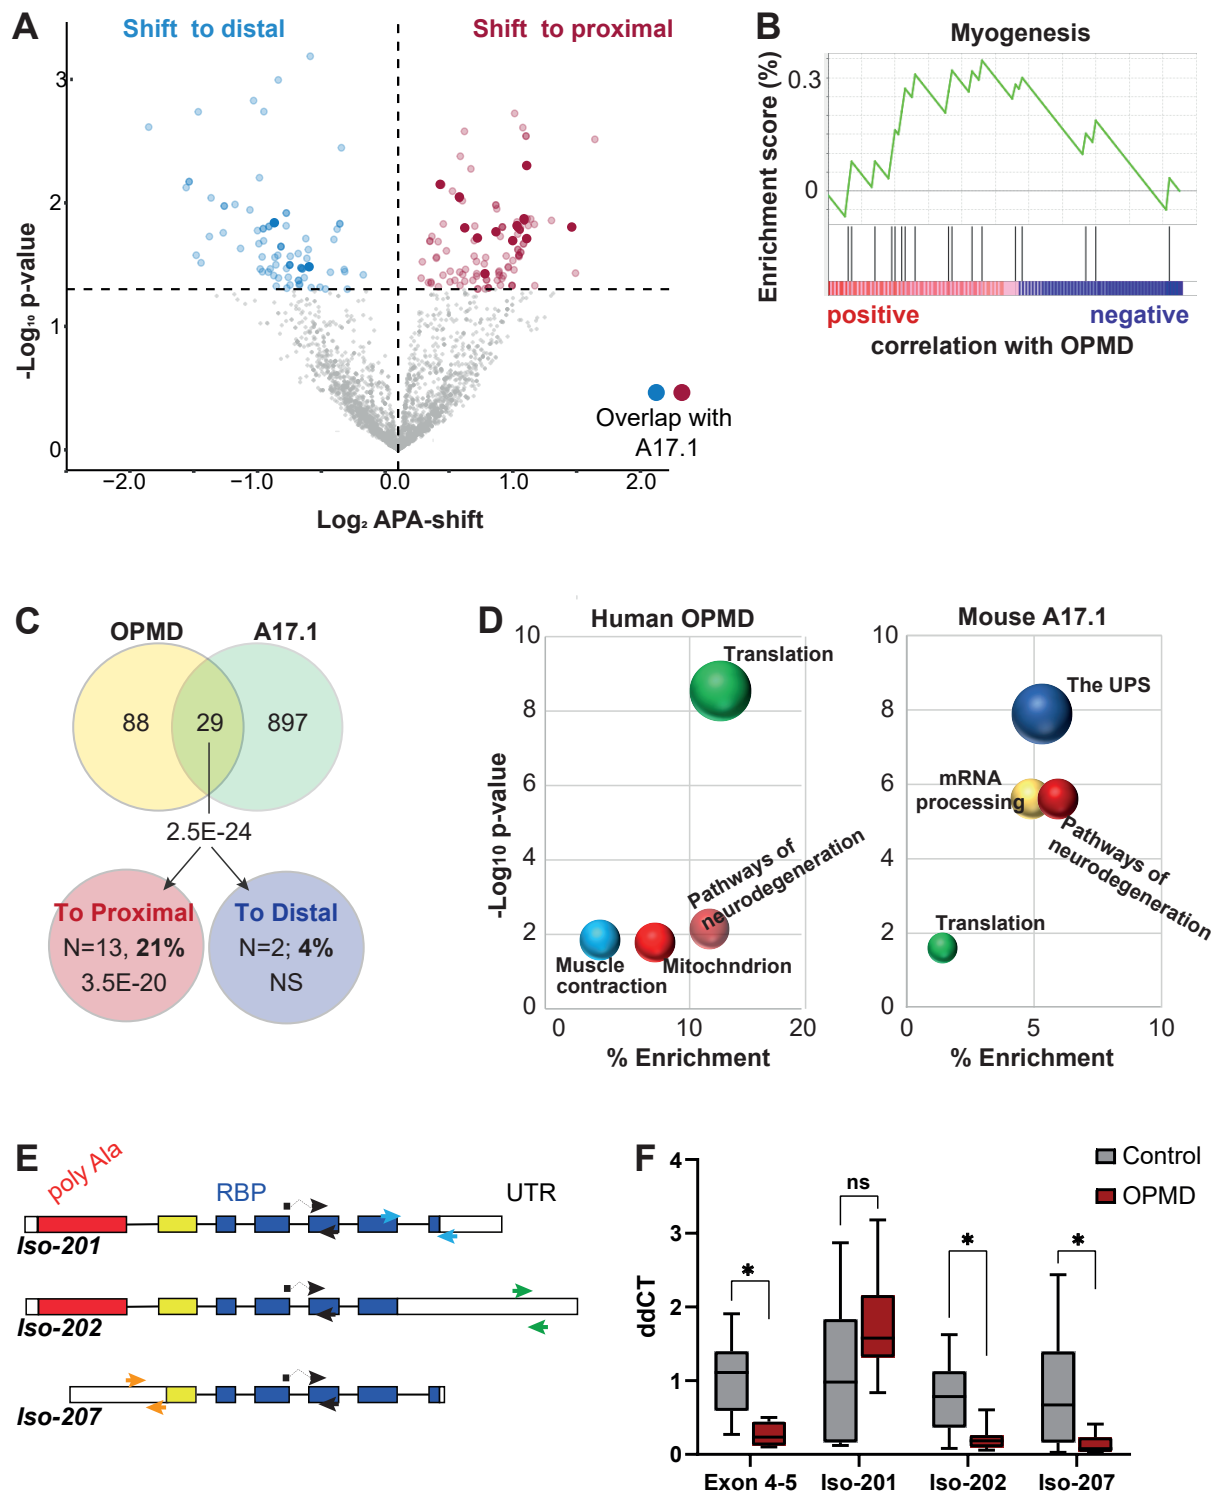 A
Shift to distal
Shift to proximal
3
2
1
0
-Log₁₀ p-value
−2.0
−1.0
0.0
1.0
2.0
Log₂ APA-shift
Overlap with
A17.1
B
Myogenesis
Enrichment score (%)
0.3
0
positive
negative
correlation with OPMD
C
OPMD
A17.1
88
29
897
2.5E-24
To Proximal
N=13, 21%
3.5E-20
To Distal
N=2; 4%
NS
D
Human OPMD
10
8
6
4
2
0
-Log10 p-value
Translation
Pathways of
neurodegeneration
Muscle
contraction
Mitochndrion
0
10
20
% Enrichment
Mouse A17.1
10
8
6
4
2
0
The UPS
mRNA
processing
Pathways of
neurodegeneration
Translation
0
5
10
% Enrichment
E
poly Ala
RBP
UTR
Iso-201
Iso-202
Iso-207
F
Control
OPMD
4
3
2
1
0
ddCT
*
ns
*
*
Exon 4-5
Iso-201
Iso-202
Iso-207